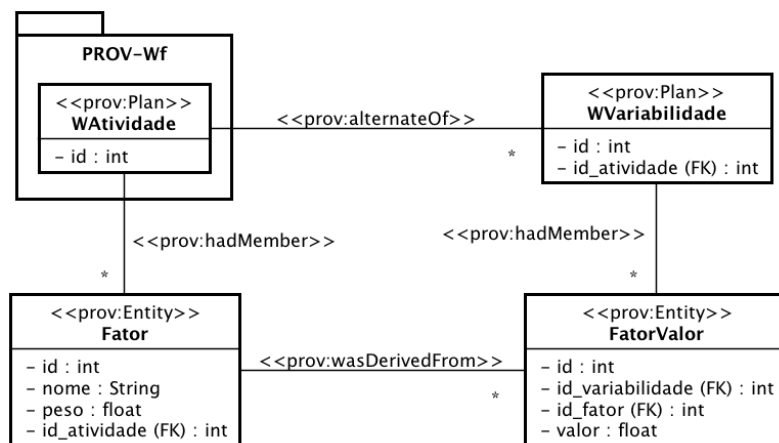 PROV-Wf
<<prov:Plan>>
WAtividade
- id : int
<<prov:alternateOf>>
*
<<prov:Plan>>
WVariabilidade
- id : int
- id_atividade (FK) : int
<<prov:hadMember>>
*
<<prov:hadMember>>
*
<<prov:Entity>>
Fator
- id : int
- nome : String
- peso : float
- id_atividade (FK) : int
<<prov:wasDerivedFrom>>
*
<<prov:Entity>>
FatorValor
- id : int
- id_variabilidade (FK) : int
- id_fator (FK) : int
- valor : float